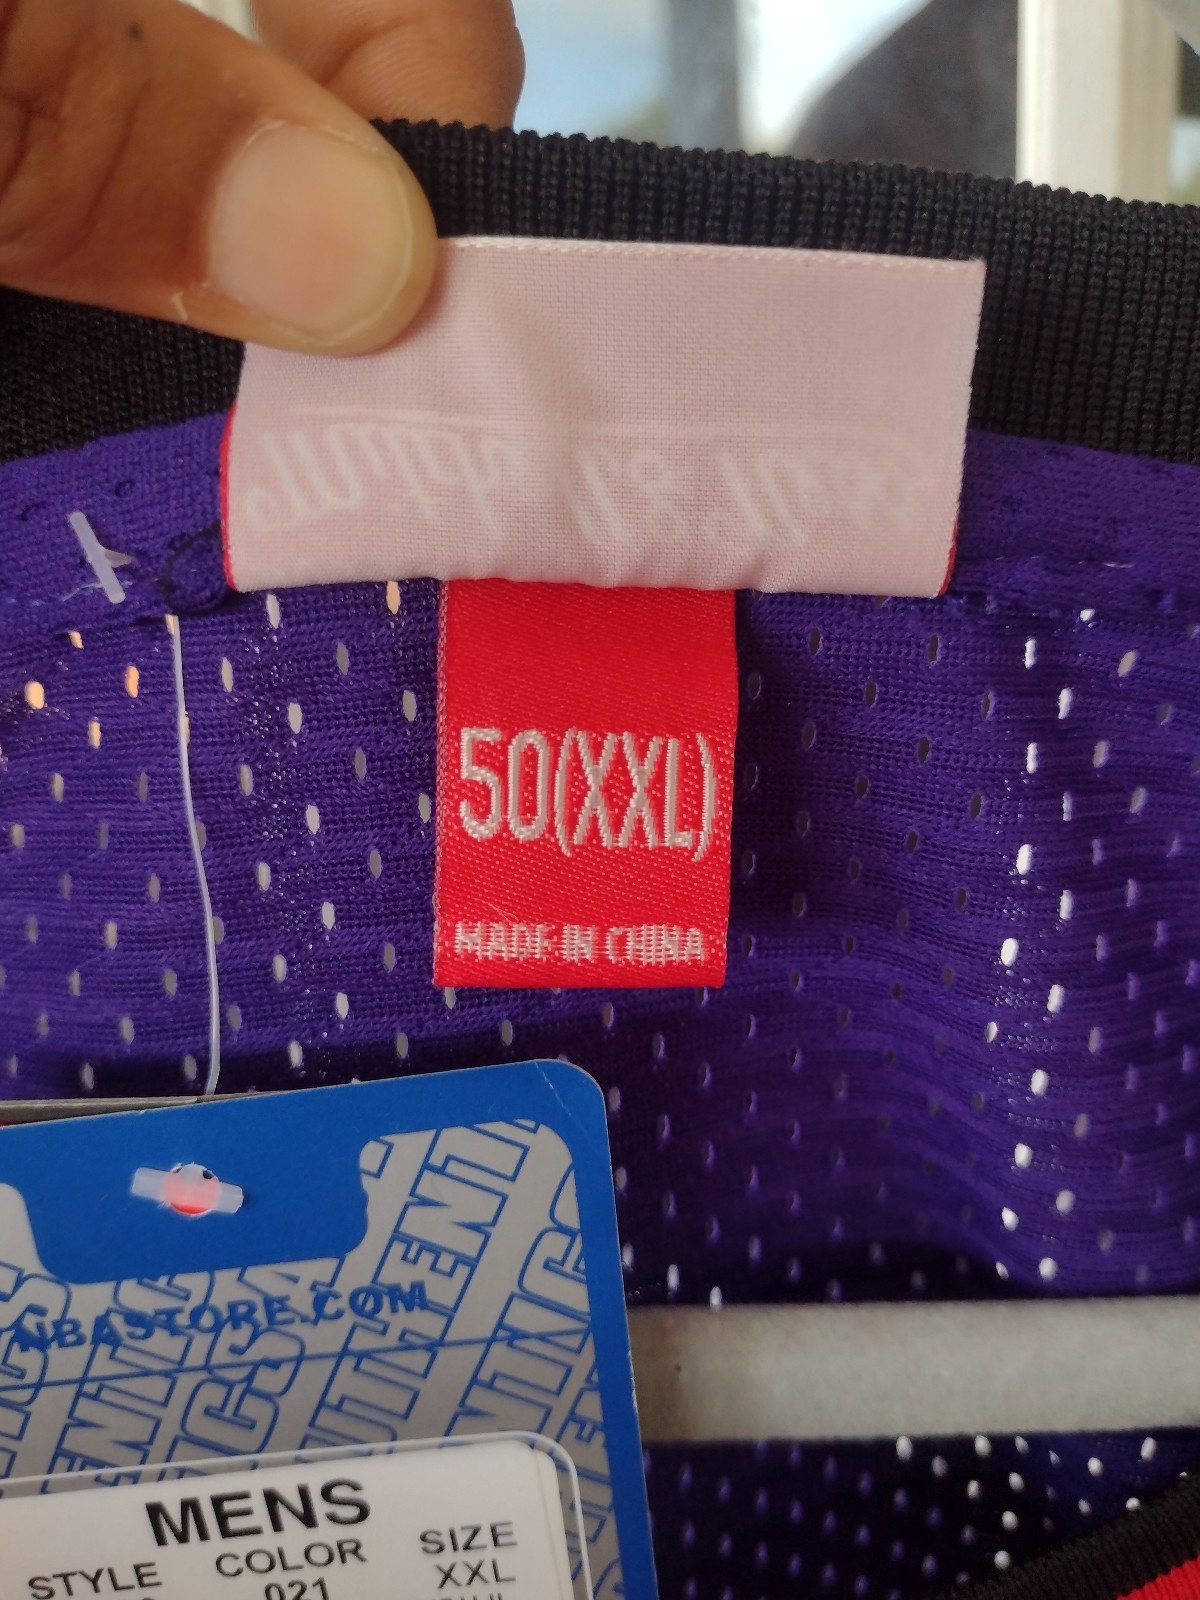 50(XXL)
MADE IN CHINA
NBASTORE.COM
MENS
STYLE COLOR SIZE
021 XXL